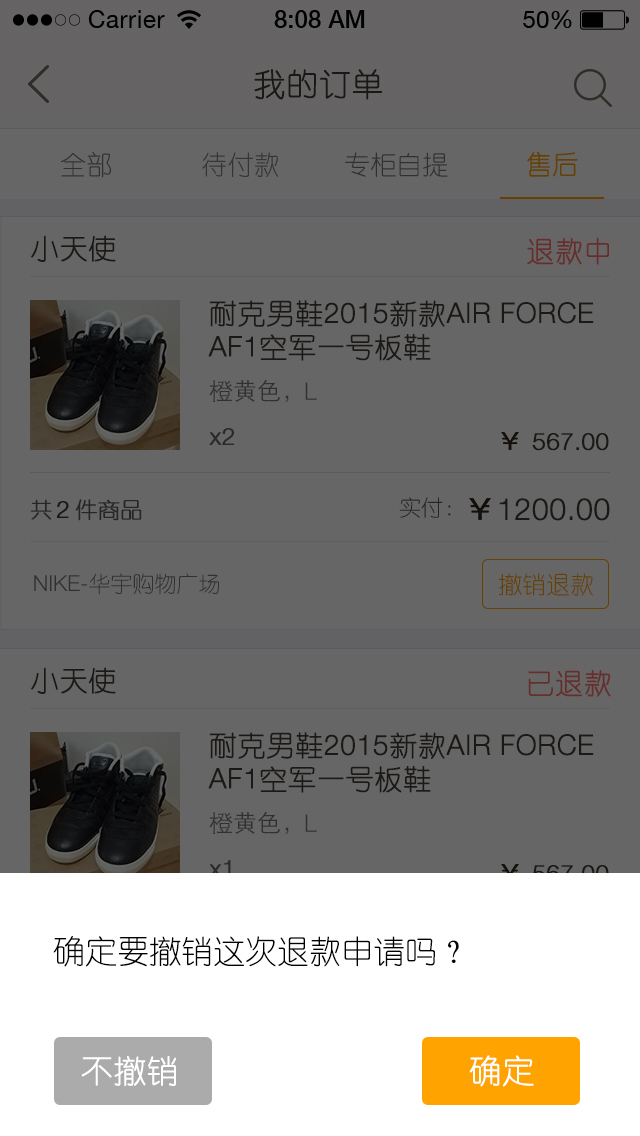 Carrier 8:08 AM 50%
我的订单
全部 待付款 专柜自提 售后
小天使 退款中
耐克男鞋2015新款AIR FORCE
AF1空军一号板鞋
橙黄色，L
x2 ¥ 567.00
共2件商品 实付：¥1200.00
NIKE-华宇购物广场 撤销退款
小天使 已退款
耐克男鞋2015新款AIR FORCE
AF1空军一号板鞋
橙黄色，L
x1 ¥ 567.00
确定要撤销这次退款申请吗？
不撤销 确定